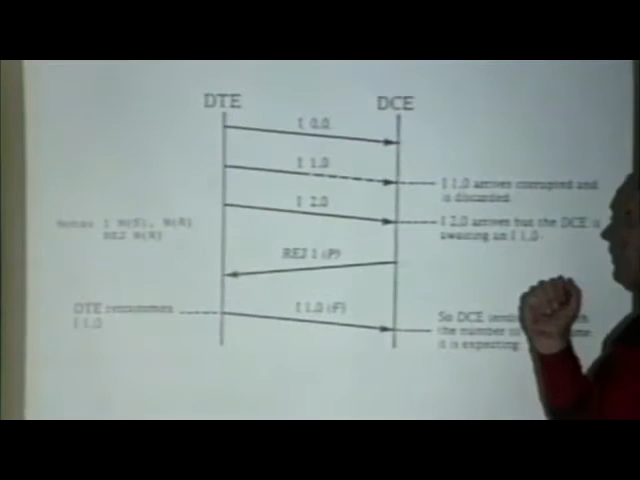 DTE DCE
I 0,0
I 1,0
I 1,0 arrives corrupted and
is discarded
I 2,0
I 2,0 arrives but the DCE is
awaiting an I 1,0
Notes I N(S), N(R)
REJ N(R)
REJ 1 (P)
DTE retransmits
I 1,0
I 1,0 (F)
So DCE
the number
it is expecting